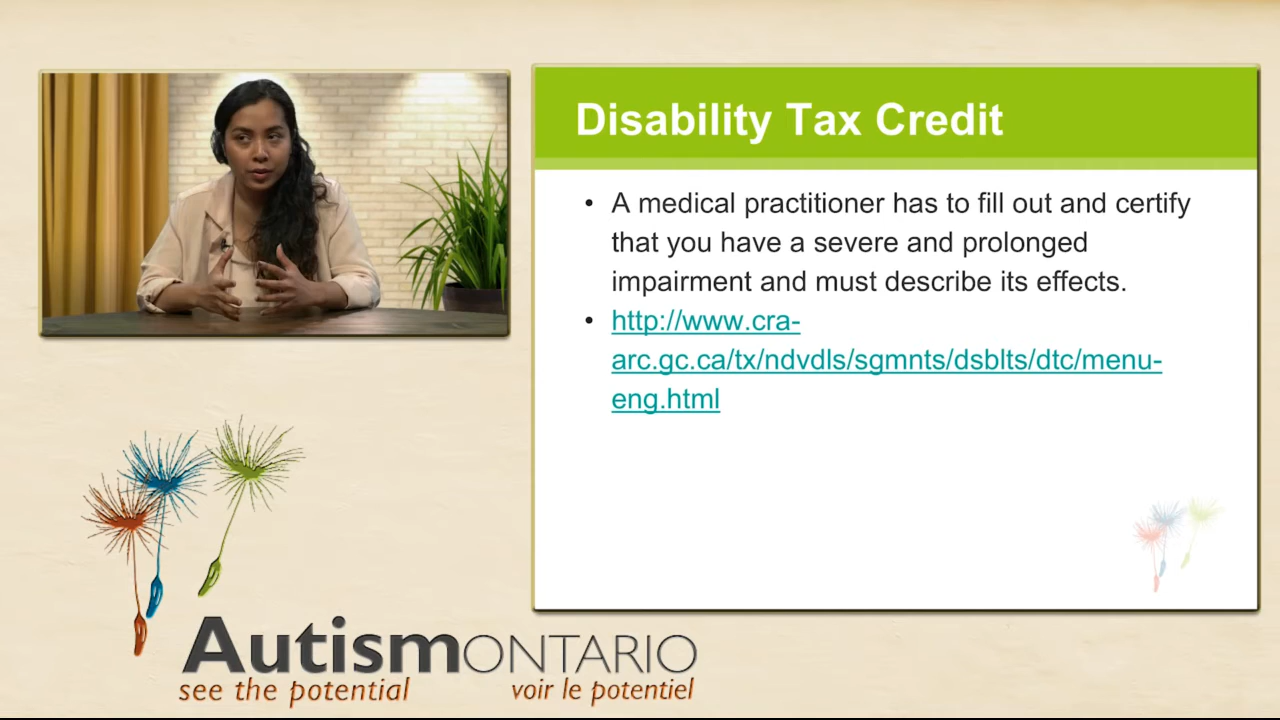 Disability Tax Credit
• A medical practitioner has to fill out and certify
that you have a severe and prolonged
impairment and must describe its effects.
• http://www.cra-
arc.gc.ca/tx/ndvdls/sgmnts/dsblts/dtc/menu-
eng.html
Autism ONTARIO
see the potential voir le potentiel